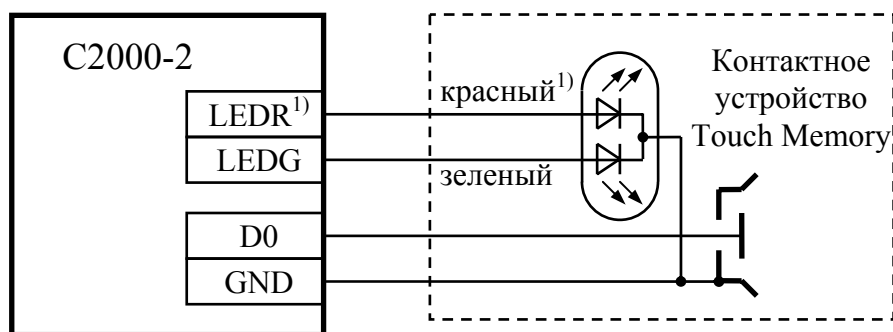 С2000-2
LEDR¹⁾
LEDG
D0
GND
красный¹⁾
зеленый
Контактное
устройство
Touch Memory